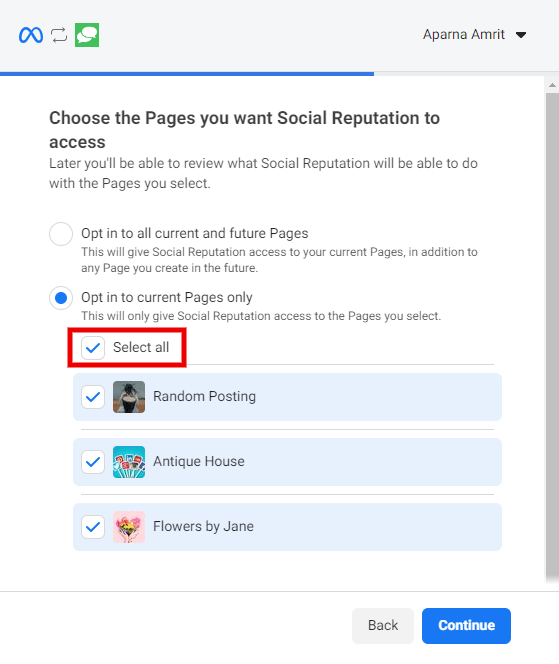 Aparna Amrit
Choose the Pages you want Social Reputation to
access
Later you'll be able to review what Social Reputation will be able to do
with the Pages you select.
Opt in to all current and future Pages
This will give Social Reputation access to your current Pages, in addition to
any Page you create in the future.
Opt in to current Pages only
This will only give Social Reputation access to the Pages you select.
Select all
Random Posting
Antique House
Flowers by Jane
Back
Continue